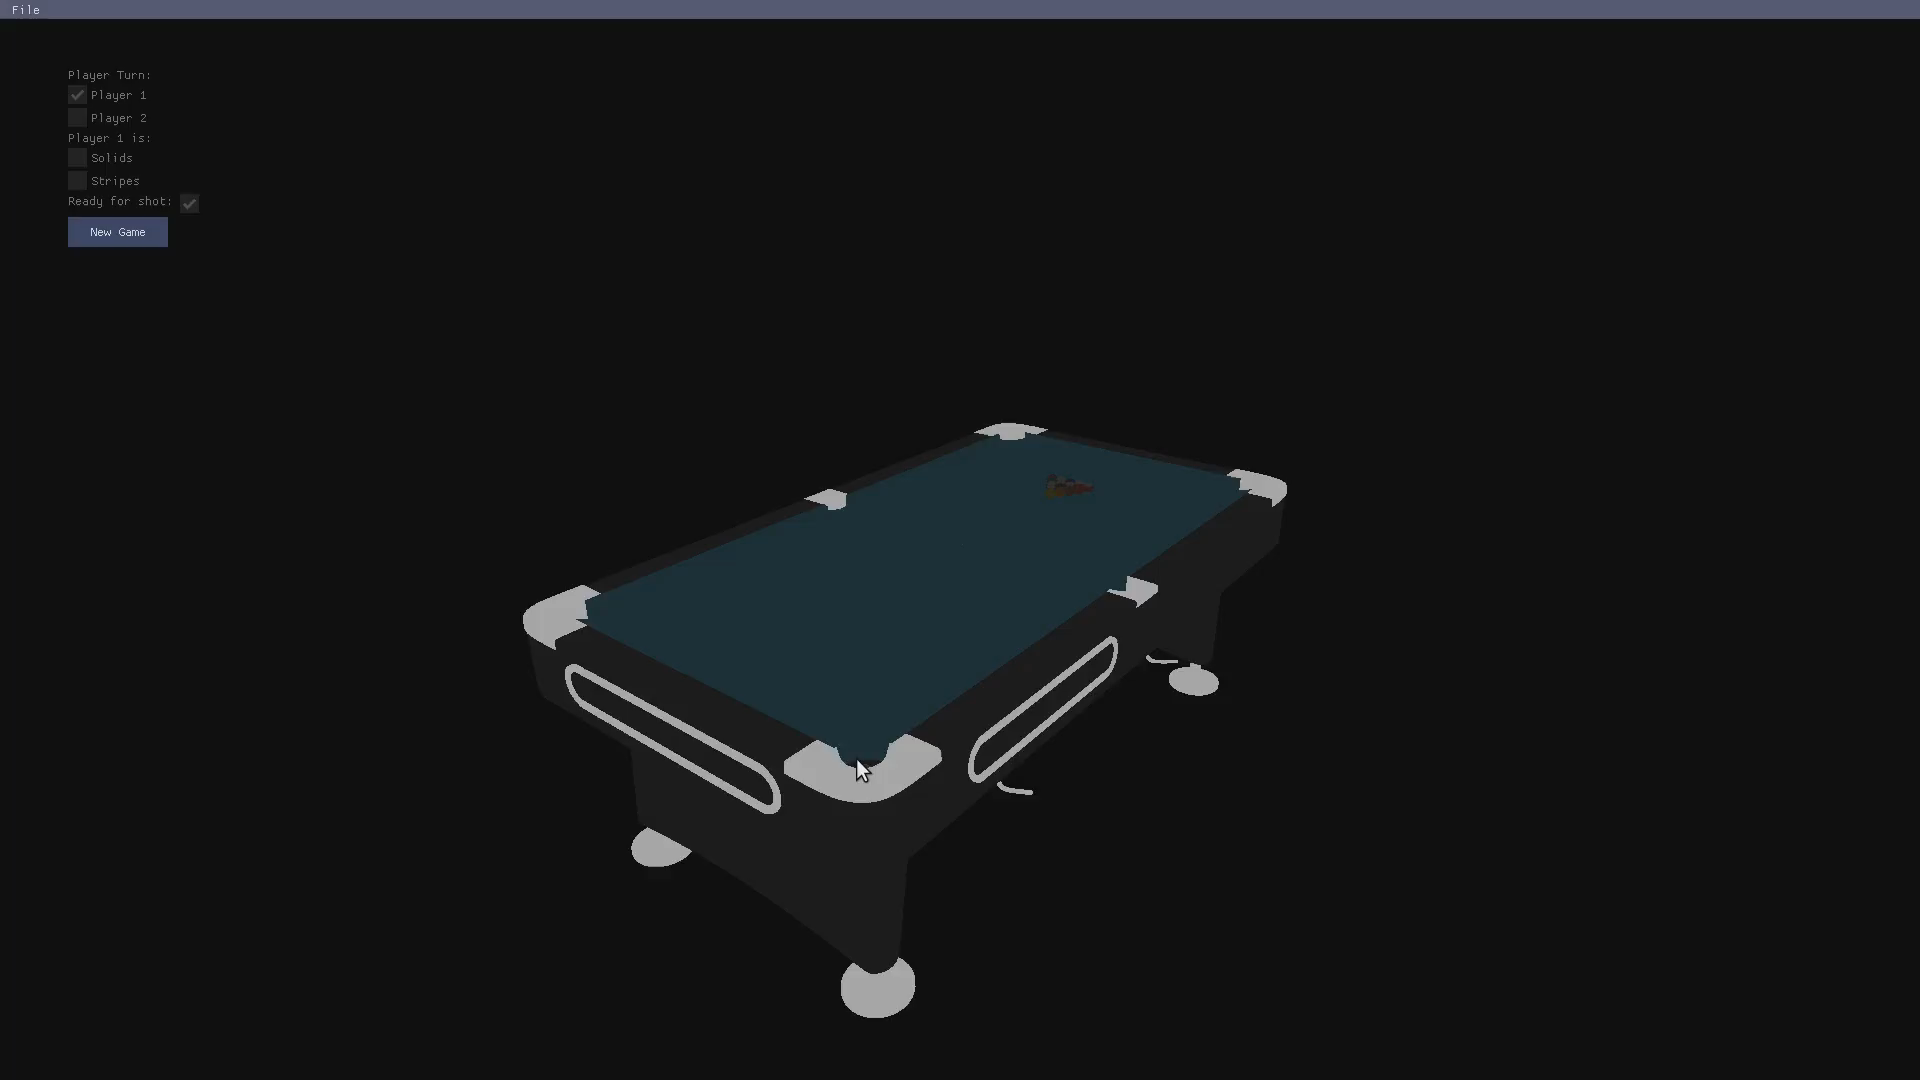 File
Player Turn:
Player 1
Player 2
Player 1 is:
Solids
Stripes
Ready for shot:
New Game